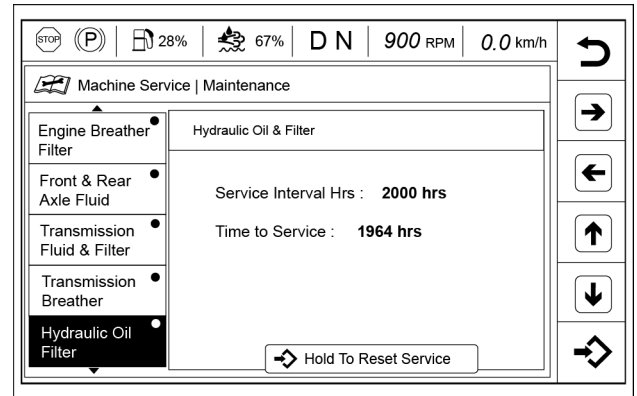 STOP (P) 28% 67% D N 900 RPM 0.0 km/h
Machine Service | Maintenance
Engine Breather
Filter
Front & Rear
Axle Fluid
Transmission
Fluid & Filter
Transmission
Breather
Hydraulic Oil
Filter
Hydraulic Oil & Filter
Service Interval Hrs : 2000 hrs
Time to Service : 1964 hrs
Hold To Reset Service